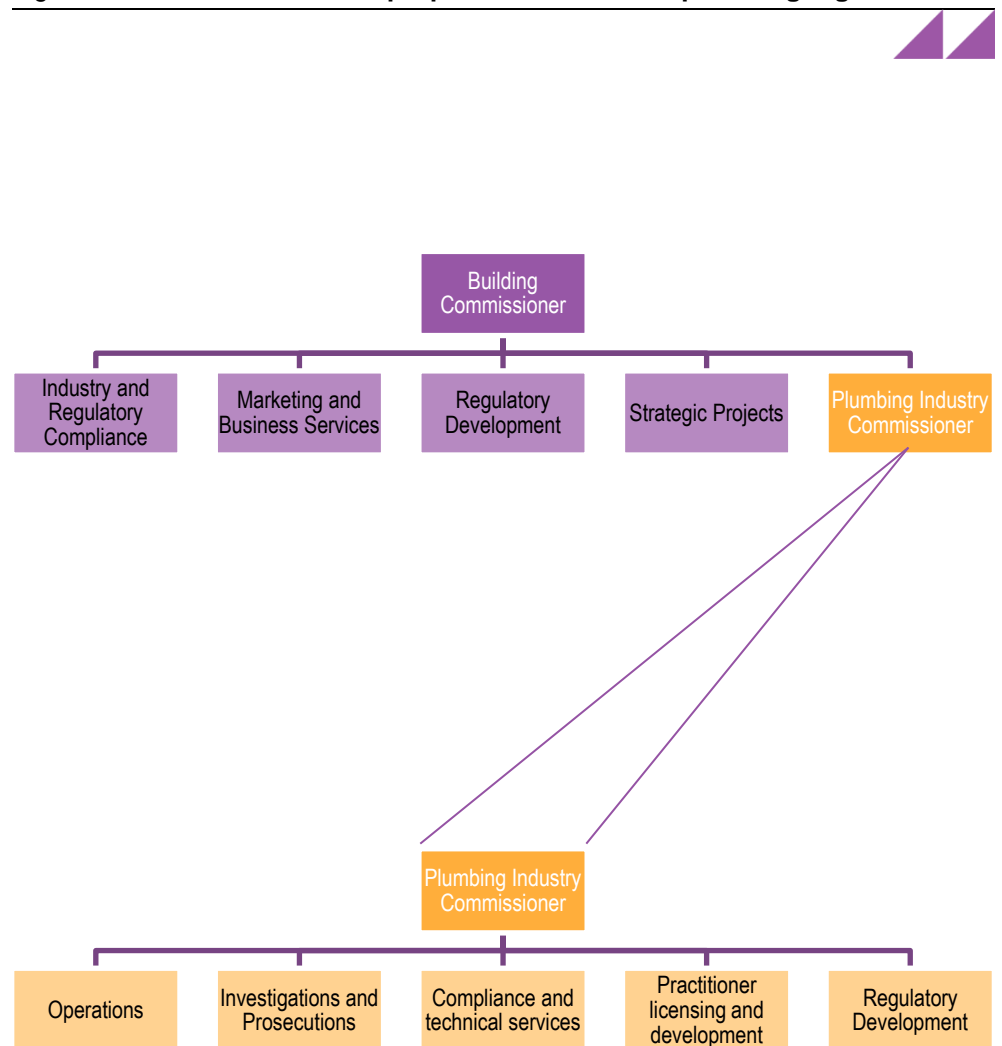 Building
Commissioner
Industry and
Regulatory
Compliance
Marketing and
Business Services
Regulatory
Development
Strategic Projects
Plumbing Industry
Commissioner
Plumbing Industry
Commissioner
Operations
Investigations and
Prosecutions
Compliance and
technical services
Practitioner
licensing and
development
Regulatory
Development